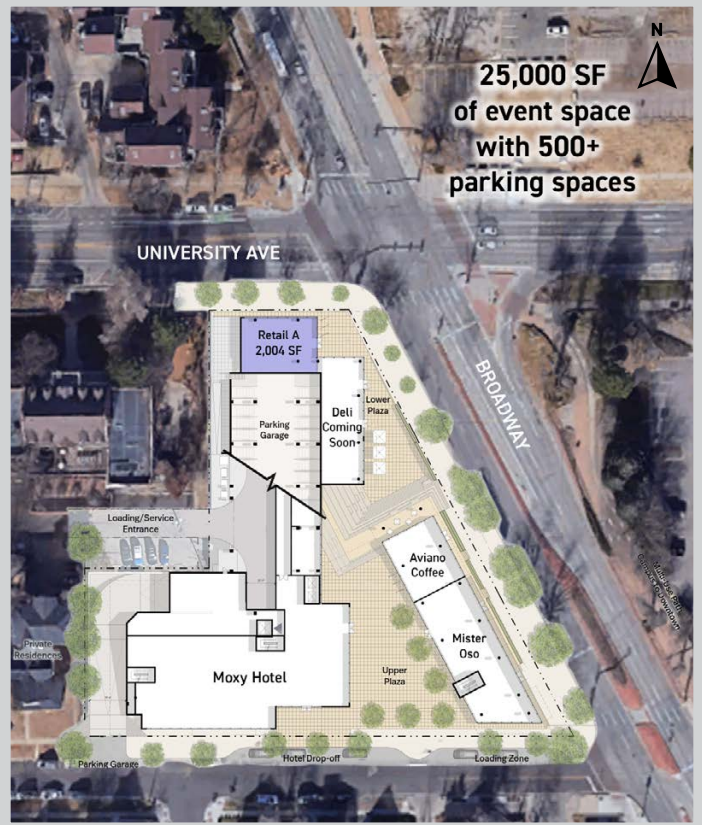 N
25,000 SF
of event space
with 500+
parking spaces
UNIVERSITY AVE
BROADWAY
Retail A
2,004 SF
Parking
Garage
Deli
Coming
Soon
Lower
Plaza
Loading/Service
Entrance
Aviano
Coffee
Mister
Oso
Private
Residences
Moxy Hotel
Upper
Plaza
Parking Garage
Hotel Drop-off
Loading Zone